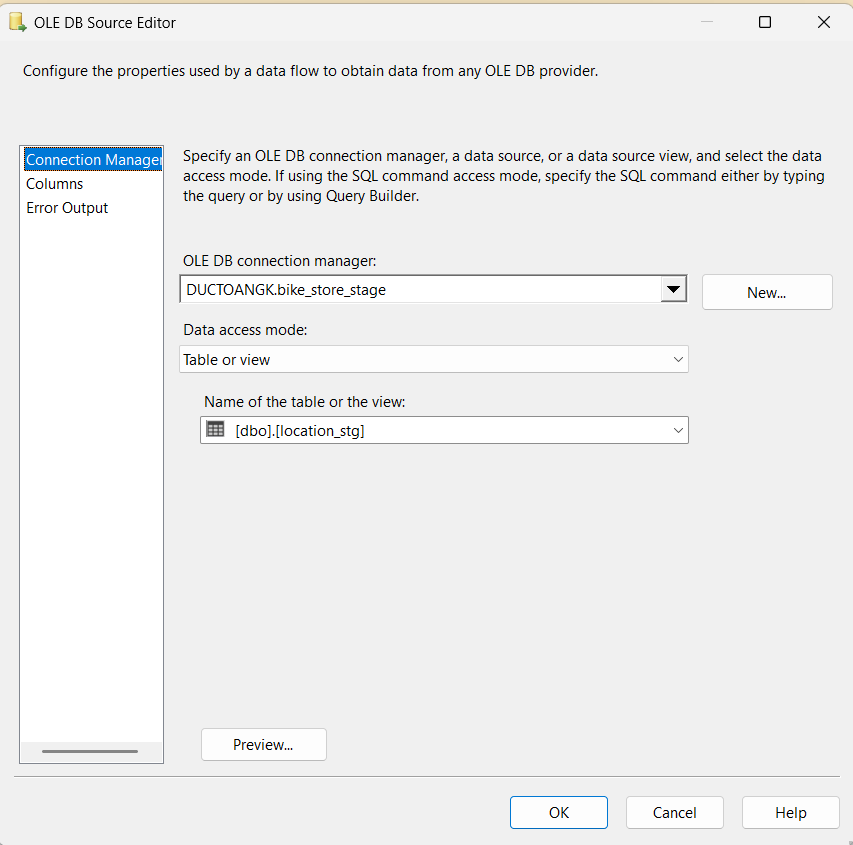 OLE DB Source Editor
Configure the properties used by a data flow to obtain data from any OLE DB provider.
Connection Manager
Columns
Error Output
Specify an OLE DB connection manager, a data source, or a data source view, and select the data
access mode. If using the SQL command access mode, specify the SQL command either by typing
the query or by using Query Builder.
OLE DB connection manager:
DUCTOANGK.bike_store_stage
New...
Data access mode:
Table or view
Name of the table or the view:
[dbo].[location_stg]
Preview...
OK
Cancel
Help